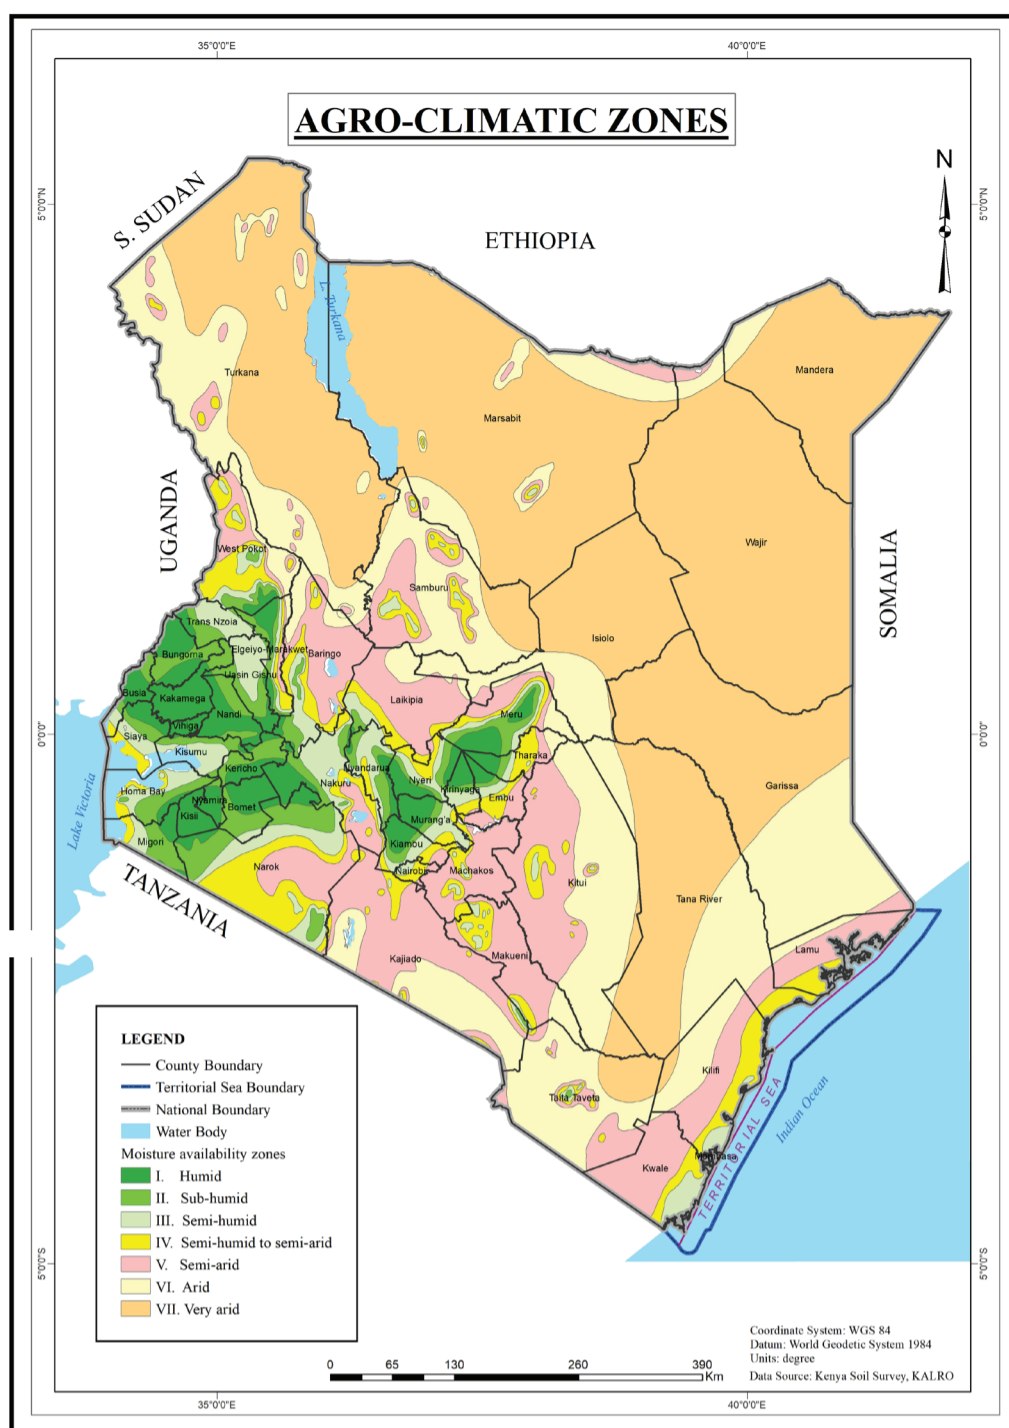 35°0'0"E
40°0'0"E
AGRO-CLIMATIC ZONES
N
5°0'0"N
5°0'0"N
S. SUDAN
ETHIOPIA
L. Turkana
Turkana
Mandera
Marsabit
UGANDA
SOMALIA
Wajir
West Pokot
Samburu
Trans Nzoia
Isiolo
Elgeiyo-Marakwet
Baringo
Bungoma
Uasin Gishu
Busia
Kakamega
Laikipia
Nandi
Meru
Vihiga
Siaya
0°0'0"
0°0'0"
Kisumu
Tharaka
Kericho
Nyandarua
Nakuru
Nyeri
Garissa
Homa Bay
Kirinyaga
Embu
Nyamira
Bomet
Kisii
Murang'a
Lake Victoria
Migori
Kiambu
Narok
Nairobi
Machakos
Kitui
TANZANIA
Tana River
Lamu
Kajiado
Makueni
Kilifi
Taita Taveta
Indian Ocean
TERRITORIAL SEA
Mombasa
Kwale
LEGEND
County Boundary
Territorial Sea Boundary
National Boundary
Water Body
Moisture availability zones
I. Humid
II. Sub-humid
III. Semi-humid
IV. Semi-humid to semi-arid
V. Semi-arid
VI. Arid
VII. Very arid
5°0'0"S
5°0'0"S
Coordinate System: WGS 84
Datum: World Geodetic System 1984
Units: degree
Data Source: Kenya Soil Survey, KALRO
0 65 130 260 390
Km
35°0'0"E
40°0'0"E